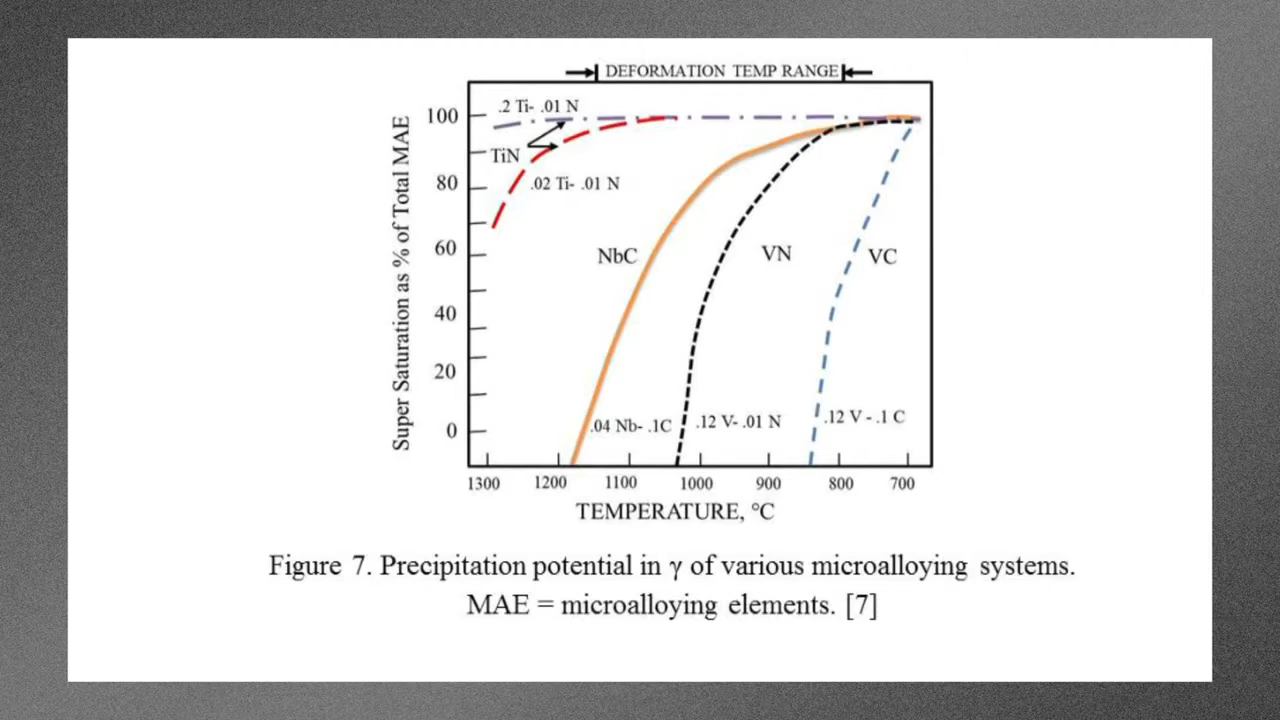 DEFORMATION TEMP RANGE
Super Saturation as % of Total MAE
100
80
60
40
20
0
.2 Ti- .01 N
TiN
.02 Ti- .01 N
NbC
VN
VC
.04 Nb- .1C
.12 V- .01 N
.12 V - .1 C
1300 1200 1100 1000 900 800 700
TEMPERATURE, °C
Figure 7. Precipitation potential in γ of various microalloying systems.
MAE = microalloying elements. [7]